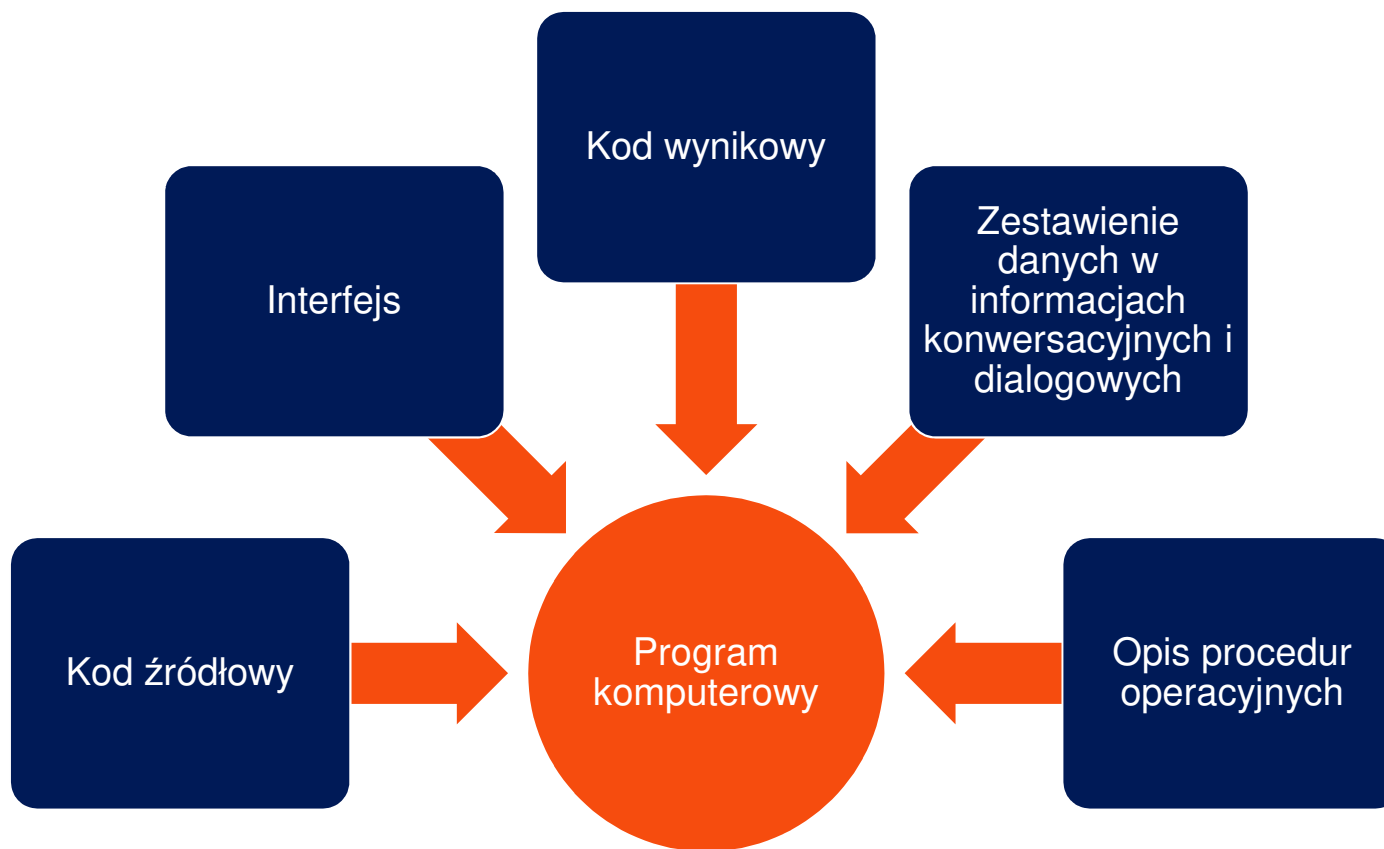 Kod wynikowy
Interfejs
Zestawienie
danych w
informacjach
konwersacyjnych i
dialogowych
Kod źródłowy
Program
komputerowy
Opis procedur
operacyjnych